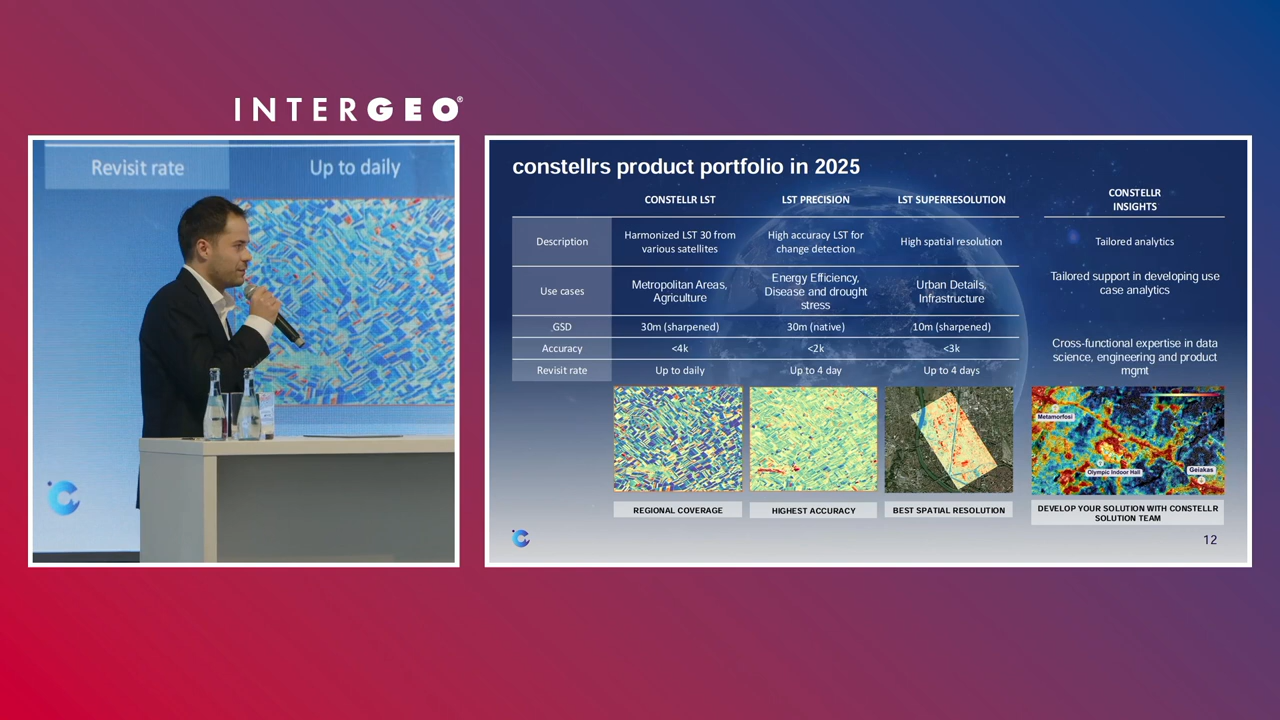 INTERGEO®
Revisit rate
Up to daily
constellrs product portfolio in 2025
CONSTELLR LST
LST PRECISION
LST SUPERRESOLUTION
CONSTELLR
INSIGHTS
Description
Harmonized LST 30 from
various satellites
High accuracy LST for
change detection
High spatial resolution
Tailored analytics
Use cases
Metropolitan Areas,
Agriculture
Energy Efficiency,
Disease and drought
stress
Urban Details,
Infrastructure
Tailored support in developing use
case analytics
GSD
30m (sharpened)
30m (native)
10m (sharpened)
Accuracy
<4k
<2k
<3k
Cross-functional expertise in data
science, engineering and product
mgmt
Revisit rate
Up to daily
Up to 4 day
Up to 4 days
Metamorfosi
Olympic Indoor Hall
Gelakas
REGIONAL COVERAGE
HIGHEST ACCURACY
BEST SPATIAL RESOLUTION
DEVELOP YOUR SOLUTION WITH CONSTELLR
SOLUTION TEAM
12